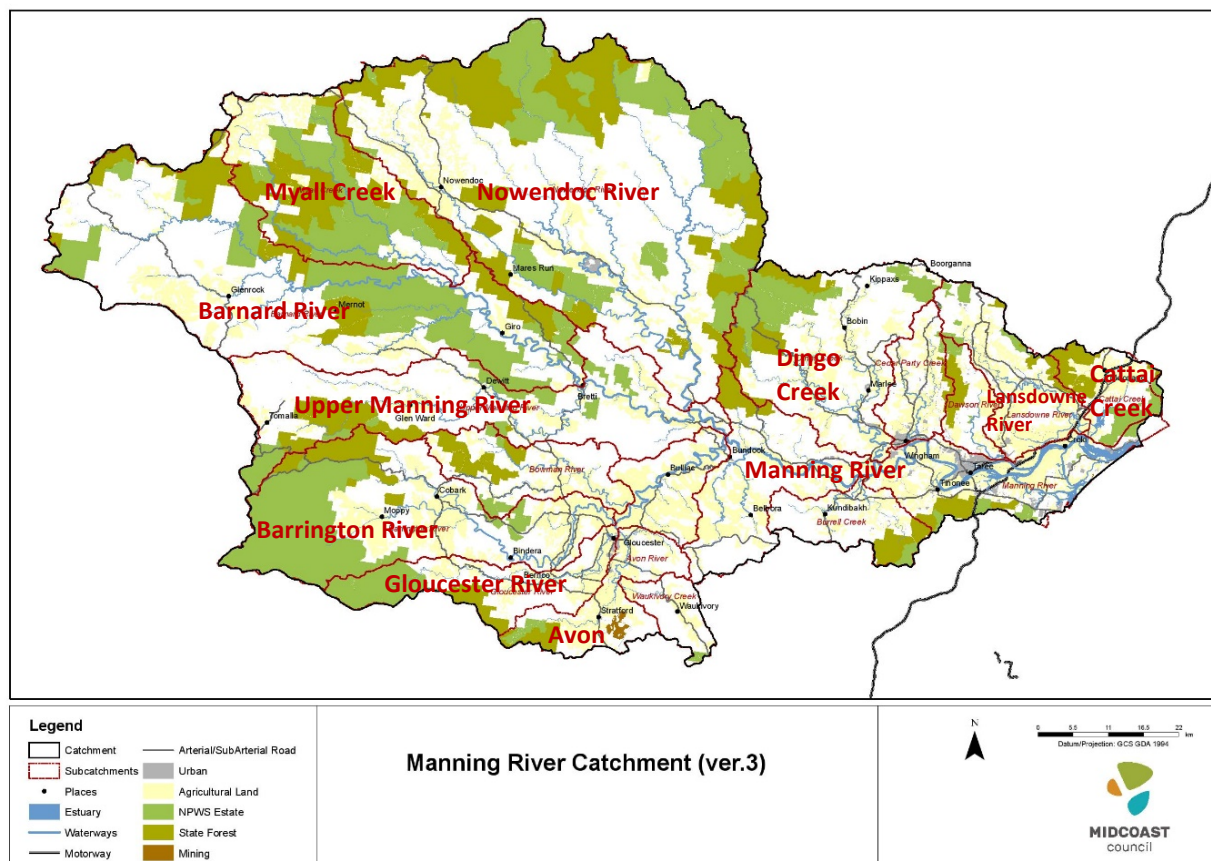 Myall Creek
Nowendoc River
Nowendoc
Mares Run
Boorganna
Kippaxs
Glenrock
Barnard River
Mernot
Giro
Bobin
Cedar Party Creek
Dingo
Creek
Marlee
Cattai
Creek
Cattai Creek
Dewitt
Bretti
Upper Manning River
Glen Ward
Tomalla
Dawson River
Lansdowne
River
Lansdowne River
Croki
Bundook
Wingham
Taree
Tinonee
Manning River
Manning River
Bowman River
Belbora
Kundibakh
Burrell Creek
Cobark
Moppy
Barrington River
Gloucester
Bindera
Avon River
Gloucester River
Gloucester River
Waukivory Creek
Waukivory
Stratford
Avon
Legend
Catchment
Subcatchments
Places
Estuary
Waterways
Motorway
Arterial/SubArterial Road
Urban
Agricultural Land
NPWS Estate
State Forest
Mining
Manning River Catchment (ver.3)
N
0 5.5 11 16.5 22
km
Datum/Projection: GCS GDA 1994
MIDCOAST
council